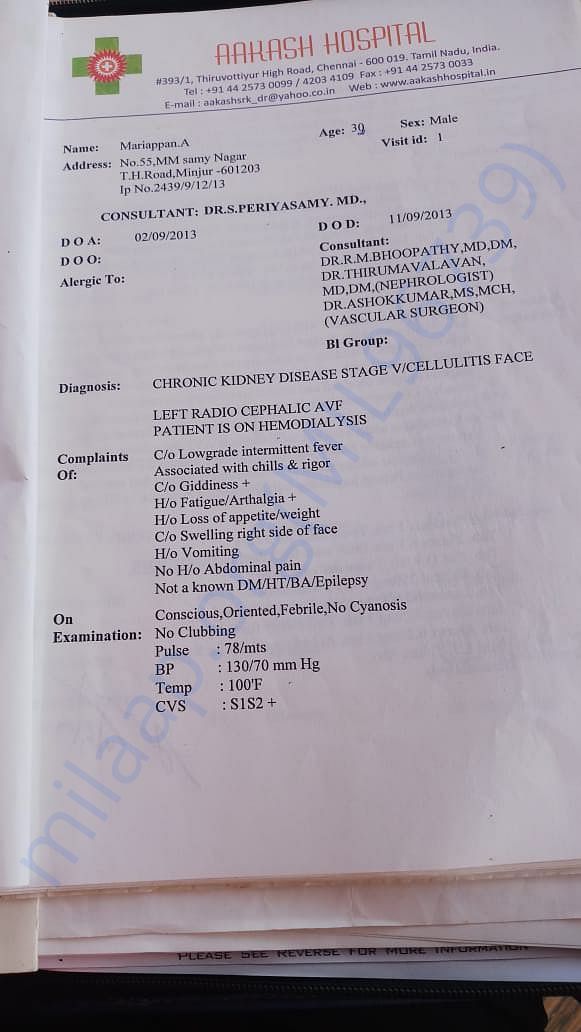 AAKASH HOSPITAL
#393/1, Thiruvottiyur High Road, Chennai - 600 019. Tamil Nadu, India.
Tel : +91 44 2573 0099 / 4203 4109 Fax : +91 44 2573 0033
E-mail : aakashsrk_dr@yahoo.co.in Web : www.aakashhospital.in
Name: Mariappan.A Age: 39 Sex: Male
Address: No.55,MM samy Nagar Visit id: 1
T.H.Road,Minjur -601203
Ip No.2439/9/12/13
CONSULTANT: DR.S.PERIYASAMY. MD.,
D O A: 02/09/2013 D O D: 11/09/2013
D O O: Consultant:
Alergic To: DR.R.M.BHOOPATHY,MD,DM,
DR.THIRUMAVALAVAN,
MD,DM,(NEPHROLOGIST)
DR.ASHOKKUMAR,MS,MCH,
(VASCULAR SURGEON)
Bl Group:
Diagnosis: CHRONIC KIDNEY DISEASE STAGE V/CELLULITIS FACE
LEFT RADIO CEPHALIC AVF
PATIENT IS ON HEMODIALYSIS
Complaints Of: C/o Lowgrade intermittent fever
Associated with chills & rigor
C/o Giddiness +
H/o Fatigue/Arthalgia +
H/o Loss of appetite/weight
C/o Swelling right side of face
H/o Vomiting
No H/o Abdominal pain
Not a known DM/HT/BA/Epilepsy
On Examination: Conscious,Oriented,Febrile,No Cyanosis
No Clubbing
Pulse : 78/mts
BP : 130/70 mm Hg
Temp : 100'F
CVS : S1S2 +
PLEASE SEE REVERSE FOR MORE INFORMATION